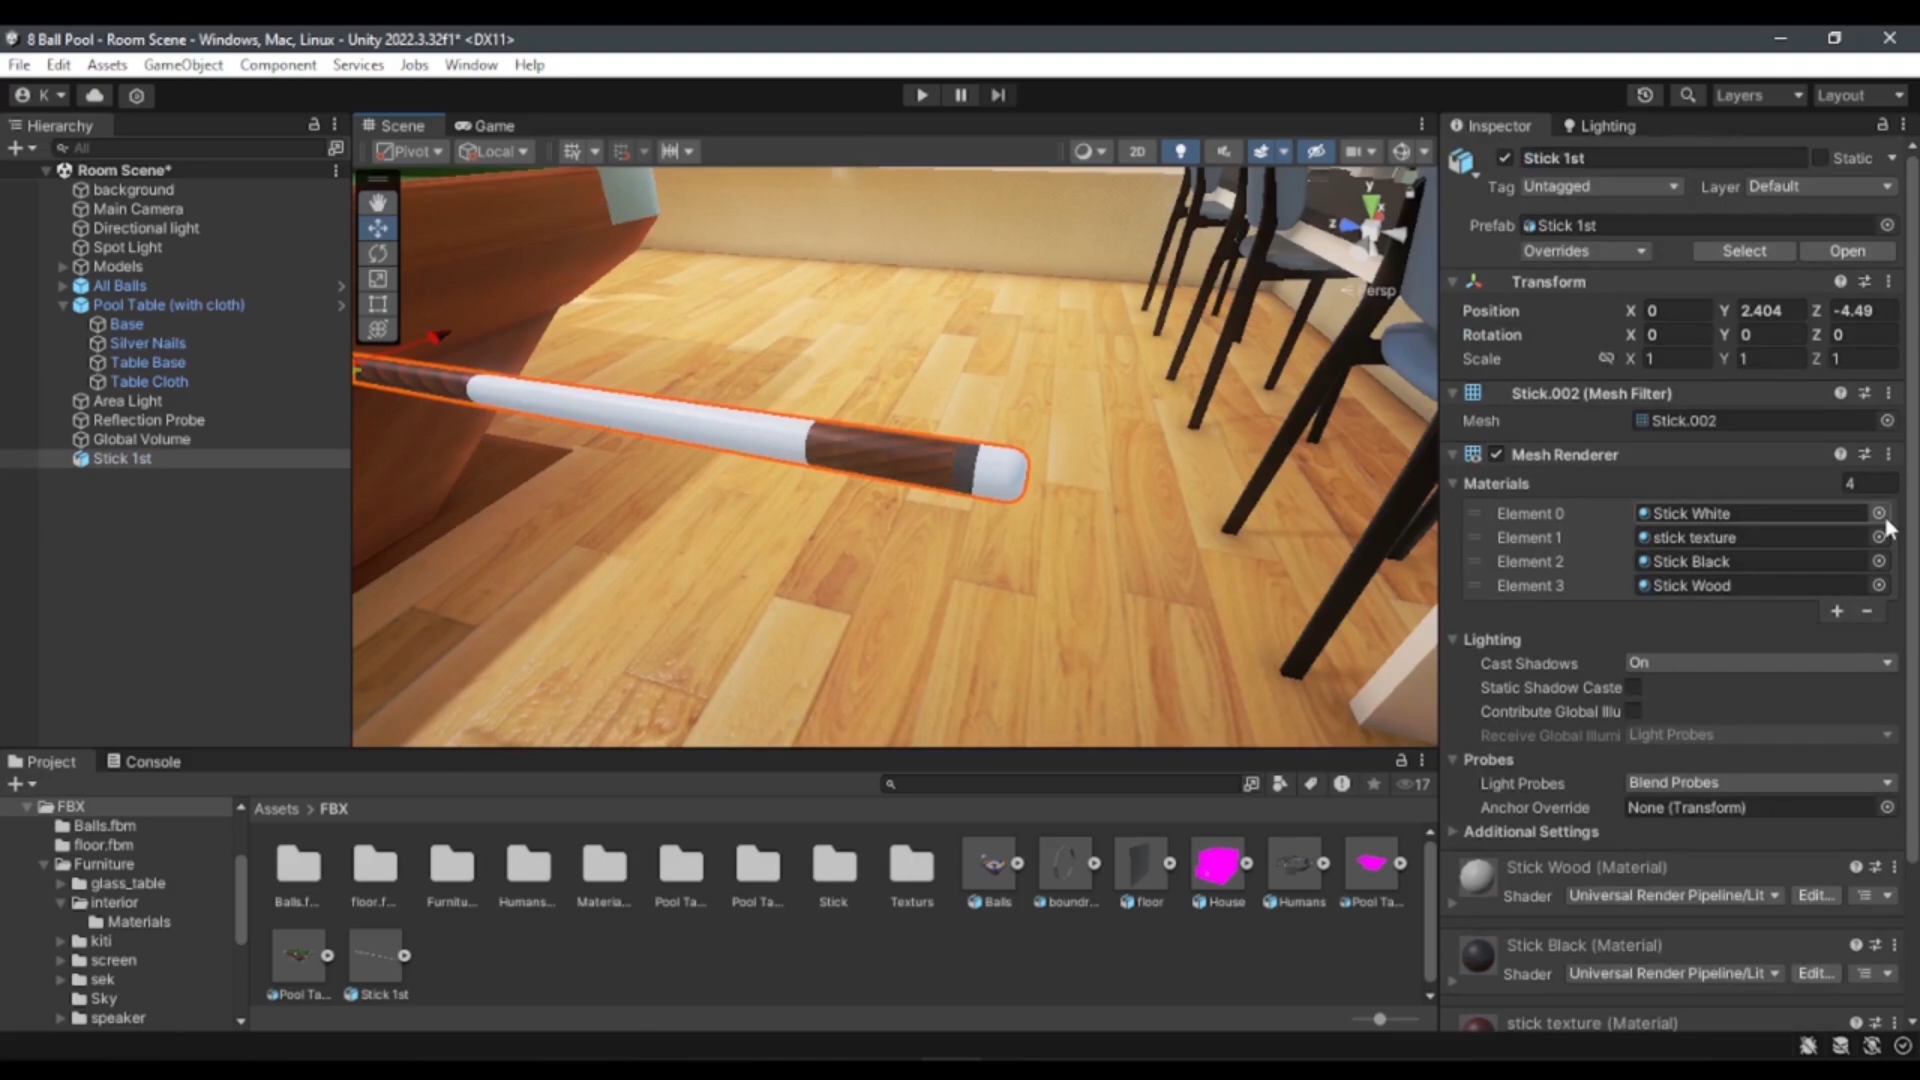 8 Ball Pool - Room Scene - Windows, Mac, Linux - Unity 2022.3.32f1* <DX11>
File Edit Assets GameObject Component Services Jobs Window Help
K Layers Layout
Hierarchy
All
Room Scene*
background
Main Camera
Directional light
Spot Light
Models
All Balls
Pool Table (with cloth)
Base
Silver Nails
Table Base
Table Cloth
Area Light
Reflection Probe
Global Volume
Stick 1st
Scene Game
Pivot Local 2D
y
x
z
Persp
Inspector Lighting
Stick 1st Static
Tag Untagged Layer Default
Prefab Stick 1st
Overrides Select Open
Transform
Position X 0 Y 2.404 Z -4.49
Rotation X 0 Y 0 Z 0
Scale X 1 Y 1 Z 1
Stick.002 (Mesh Filter)
Mesh Stick.002
Mesh Renderer
Materials 4
Element 0 Stick White
Element 1 stick texture
Element 2 Stick Black
Element 3 Stick Wood
Lighting
Cast Shadows On
Static Shadow Caste
Contribute Global Illu
Receive Global Illumi Light Probes
Probes
Light Probes Blend Probes
Anchor Override None (Transform)
Additional Settings
Stick Wood (Material)
Shader Universal Render Pipeline/Lit Edit...
Stick Black (Material)
Shader Universal Render Pipeline/Lit Edit...
stick texture (Material)
Project Console
17
FBX
Balls.fbm
floor.fbm
Furniture
glass_table
interior
Materials
kiti
screen
sek
Sky
speaker
Assets > FBX
Balls.f... floor.f... Furnitu... Humans... Materia... Pool Ta... Pool Ta... Stick Texturs Balls boundr... floor House Humans Pool Ta...
Pool Ta... Stick 1st